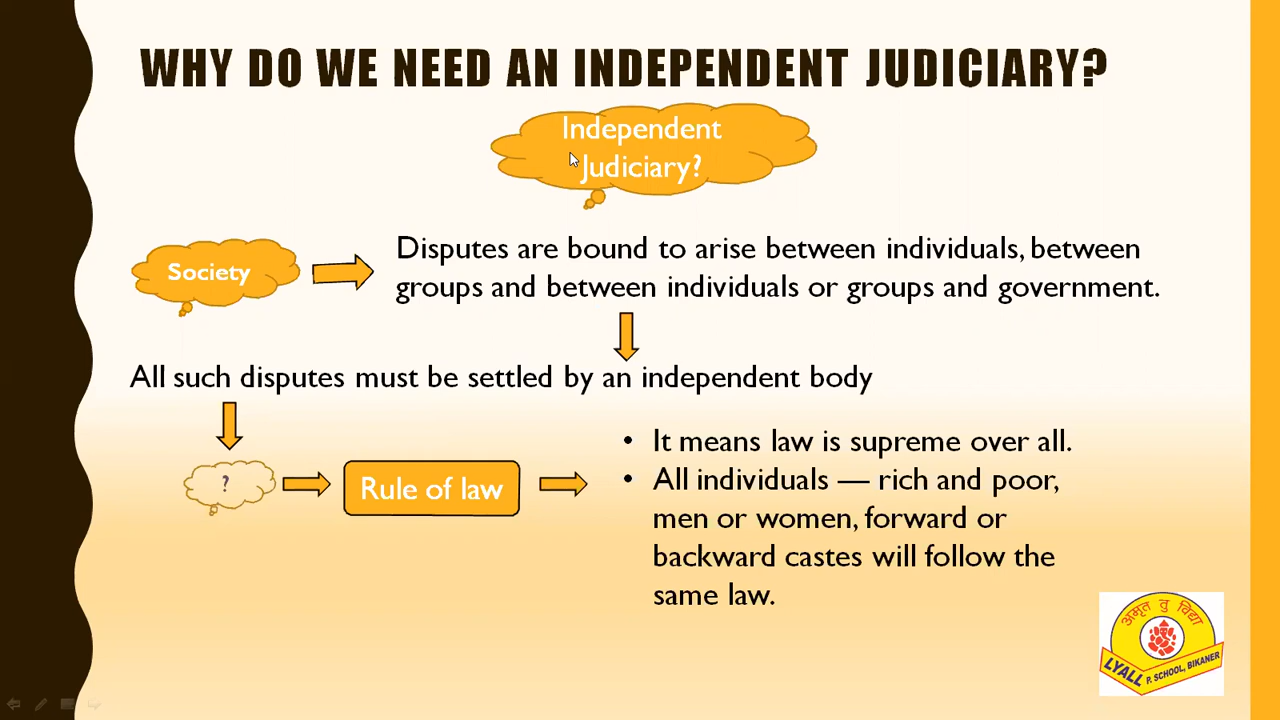 WHY DO WE NEED AN INDEPENDENT JUDICIARY?
Independent
Judiciary?
Society
Disputes are bound to arise between individuals, between
groups and between individuals or groups and government.
All such disputes must be settled by an independent body
?
Rule of law
• It means law is supreme over all.
• All individuals — rich and poor,
men or women, forward or
backward castes will follow the
same law.
अमृतं तु विद्या
LYALL P. SCHOOL, BIKANER